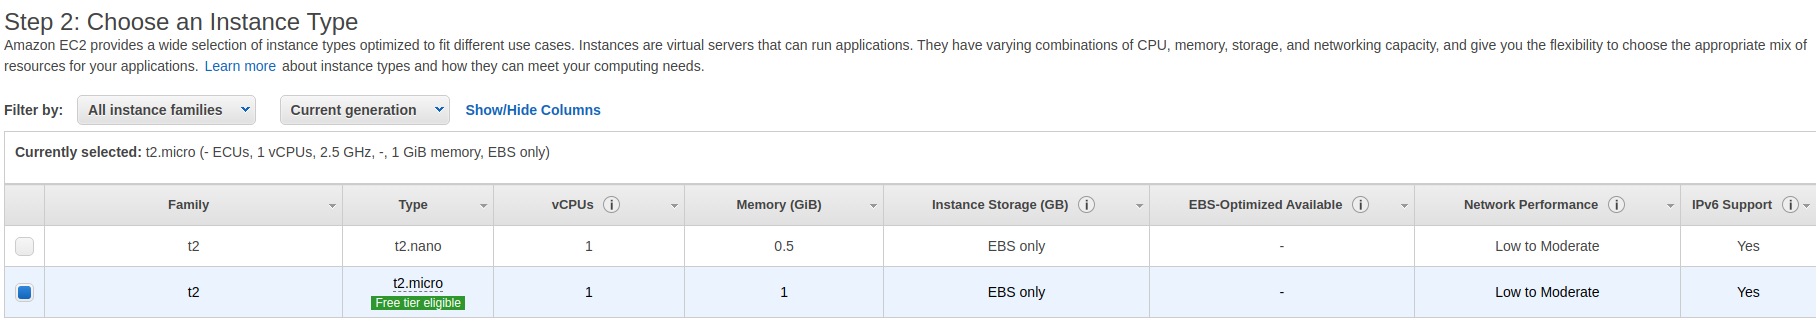 Step 2: Choose an Instance Type
Amazon EC2 provides a wide selection of instance types optimized to fit different use cases. Instances are virtual servers that can run applications. They have varying combinations of CPU, memory, storage, and networking capacity, and give you the flexibility to choose the appropriate mix of
resources for your applications. Learn more about instance types and how they can meet your computing needs.
Filter by: All instance families Current generation Show/Hide Columns
Currently selected: t2.micro (- ECUs, 1 vCPUs, 2.5 GHz, -, 1 GiB memory, EBS only)
Family Type vCPUs i Memory (GiB) Instance Storage (GB) i EBS-Optimized Available i Network Performance i IPv6 Support i
t2 t2.nano 1 0.5 EBS only - Low to Moderate Yes
t2 t2.micro 1 1 EBS only - Low to Moderate Yes
Free tier eligible